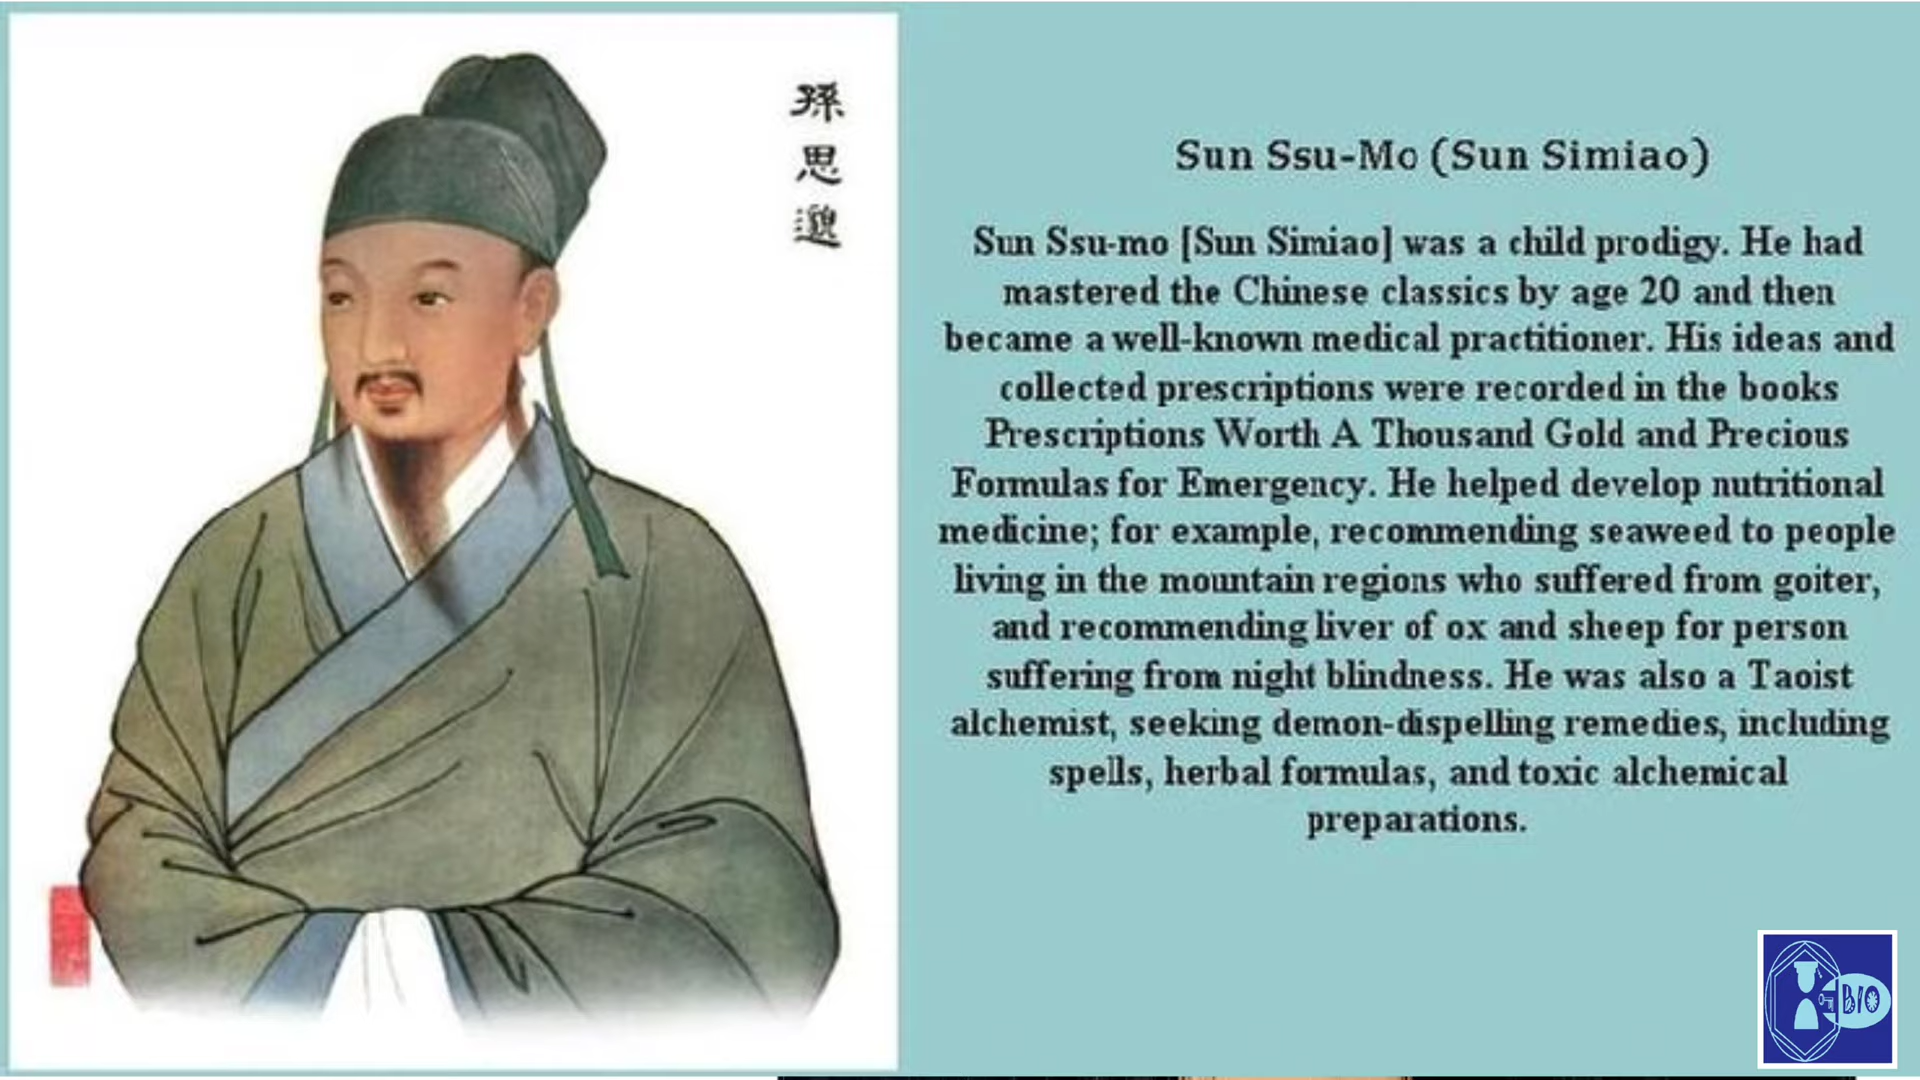 孫思邈
Sun Ssu-Mo (Sun Simiao)
Sun Ssu-mo [Sun Simiao] was a child prodigy. He had
mastered the Chinese classics by age 20 and then
became a well-known medical practitioner. His ideas and
collected prescriptions were recorded in the books
Prescriptions Worth A Thousand Gold and Precious
Formulas for Emergency. He helped develop nutritional
medicine; for example, recommending seaweed to people
living in the mountain regions who suffered from goiter,
and recommending liver of ox and sheep for person
suffering from night blindness. He was also a Taoist
alchemist, seeking demon-dispelling remedies, including
spells, herbal formulas, and toxic alchemical
preparations.
BIO